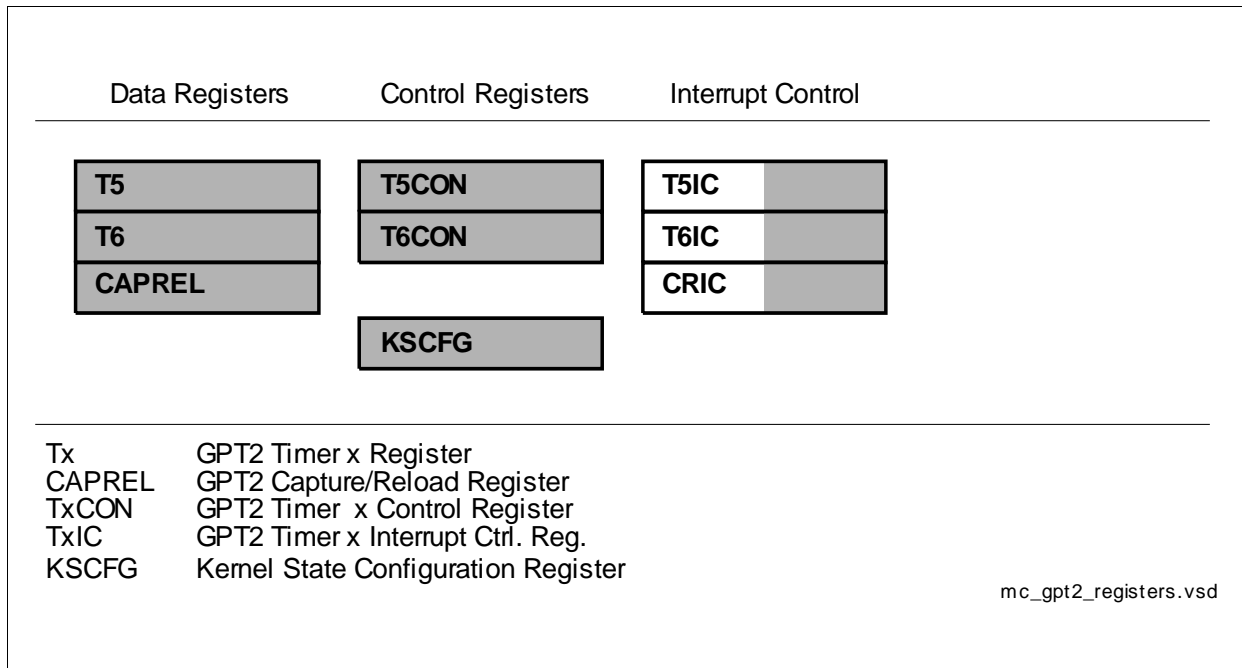 Data Registers Control Registers Interrupt Control
T5 T5CON T5IC
T6 T6CON T6IC
CAPREL CRIC
KSCFG
Tx GPT2 Timer x Register
CAPREL GPT2 Capture/Reload Register
TxCON GPT2 Timer x Control Register
TxIC GPT2 Timer x Interrupt Ctrl. Reg.
KSCFG Kernel State Configuration Register
mc_gpt2_registers.vsd